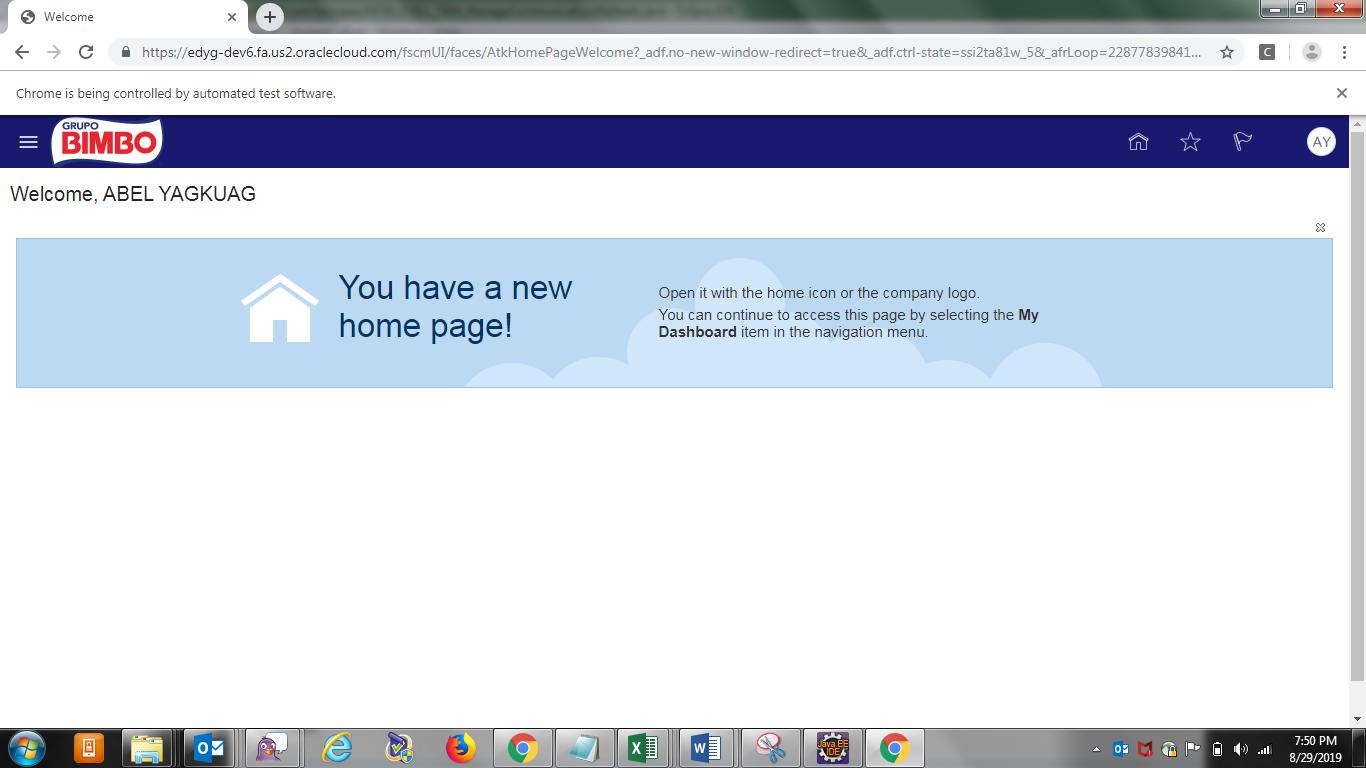 Welcome
https://edyg-dev6.fa.us2.oraclecloud.com/fscmUI/faces/AtkHomePageWelcome?_adf.no-new-window-redirect=true&_adf.ctrl-state=ssi2ta81w_5&_afrLoop=22877839841...
C
Chrome is being controlled by automated test software.
GRUPO
BIMBO
AY
Welcome, ABEL YAGKUAG
You have a new
home page!
Open it with the home icon or the company logo.
You can continue to access this page by selecting the My
Dashboard item in the navigation menu.
Java EE
IDE
7:50 PM
8/29/2019